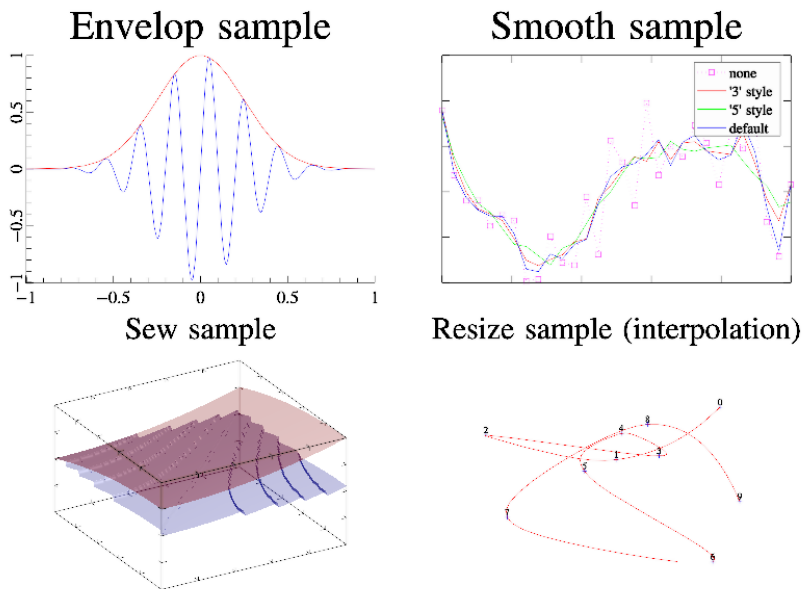 Envelop sample
Smooth sample
1
0.5
0
−0.5
−1
−1
−0.5
0
0.5
1
none
'3' style
'5' style
default
Sew sample
Resize sample (interpolation)
0
8
4
2
1
3
5
9
7
6